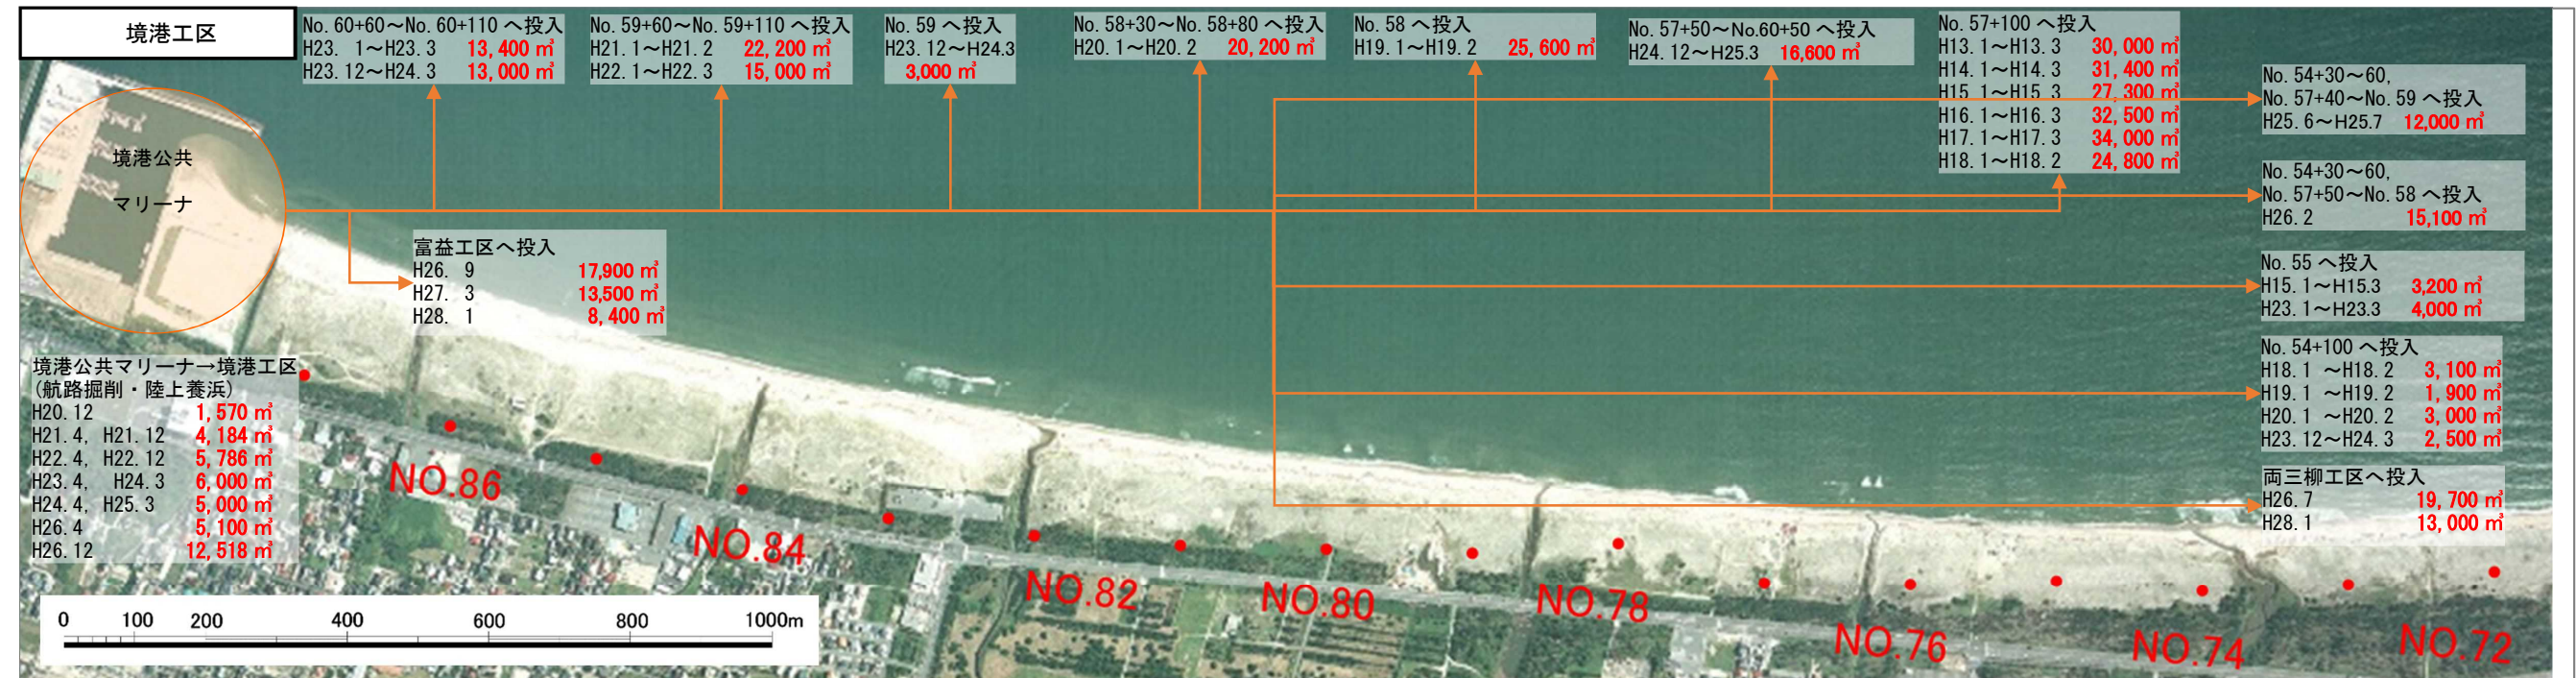 境港工区
No. 60+60～No. 60+110 へ投入
H23. 1～H23.3 13,400 ㎥
H23.12～H24.3 13,000 ㎥
No. 59+60～No. 59+110 へ投入
H21.1～H21.2 22,200 ㎥
H22.1～H22.3 15,000 ㎥
No. 59 へ投入
H23.12～H24.3
3,000 ㎥
No. 58+30～No. 58+80 へ投入
H20.1～H20.2 20,200 ㎥
No. 58 へ投入
H19.1～H19.2 25,600 ㎥
No. 57+50～No.60+50 へ投入
H24.12～H25.3 16,600 ㎥
No. 57+100 へ投入
H13.1～H13.3 30,000 ㎥
H14.1～H14.3 31,400 ㎥
H15.1～H15.3 27,300 ㎥
H16.1～H16.3 32,500 ㎥
H17.1～H17.3 34,000 ㎥
H18.1～H18.2 24,800 ㎥
No. 54+30～60,
No. 57+40～No. 59 へ投入
H25.6～H25.7 12,000 ㎥
No. 54+30～60,
No. 57+50～No. 58 へ投入
H26.2 15,100 ㎥
No. 55 へ投入
H15.1～H15.3 3,200 ㎥
H23.1～H23.3 4,000 ㎥
No. 54+100 へ投入
H18.1 ～H18.2 3,100 ㎥
H19.1 ～H19.2 1,900 ㎥
H20.1 ～H20.2 3,000 ㎥
H23.12～H24.3 2,500 ㎥
両三柳工区へ投入
H26.7 19,700 ㎥
H28.1 13,000 ㎥
境港公共
マリーナ
富益工区へ投入
H26. 9 17,900 ㎥
H27. 3 13,500 ㎥
H28. 1 8,400 ㎥
境港公共マリーナ→境港工区
(航路掘削・陸上養浜)
H20.12 1,570 ㎥
H21.4, H21.12 4,184 ㎥
H22.4, H22.12 5,786 ㎥
H23.4, H24.3 6,000 ㎥
H24.4, H25.3 5,000 ㎥
H26.4 5,100 ㎥
H26.12 12,518 ㎥
NO.86
NO.84
NO.82
NO.80
NO.78
NO.76
NO.74
NO.72
0 100 200 400 600 800 1000m